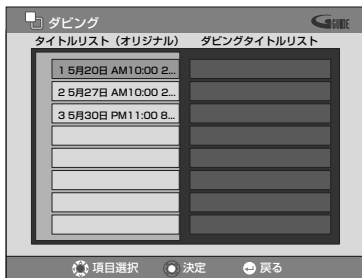 ダビング
G GUIDE
タイトルリスト（オリジナル） ダビングタイトルリスト
1 5月20日 AM10:00 2...
2 5月27日 AM10:00 2...
3 5月30日 PM11:00 8...
項目選択 決定 戻る